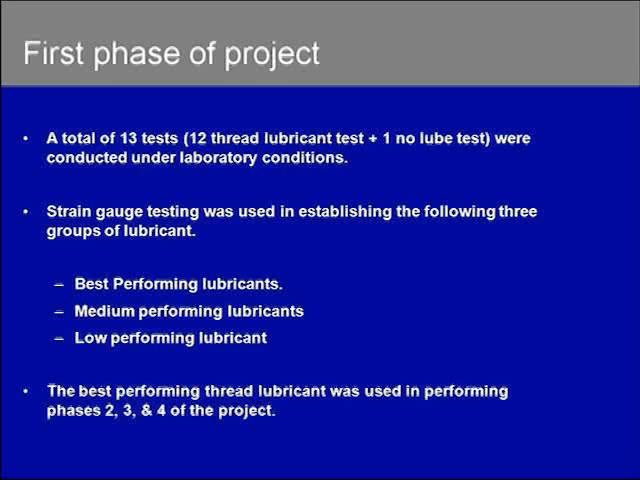 First phase of project
• A total of 13 tests (12 thread lubricant test + 1 no lube test) were
conducted under laboratory conditions.
• Strain gauge testing was used in establishing the following three
groups of lubricant.
– Best Performing lubricants.
– Medium performing lubricants
– Low performing lubricant
• The best performing thread lubricant was used in performing
phases 2, 3, & 4 of the project.